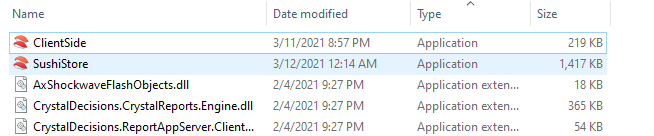 Name Date modified Type Size
ClientSide 3/11/2021 8:57 PM Application 219 KB
SushiStore 3/12/2021 12:14 AM Application 1,417 KB
AxShockwaveFlashObjects.dll 2/4/2021 9:27 PM Application exten... 18 KB
CrystalDecisions.CrystalReports.Engine.dll 2/4/2021 9:27 PM Application exten... 365 KB
CrystalDecisions.ReportAppServer.Client... 2/4/2021 9:27 PM Application exten... 54 KB